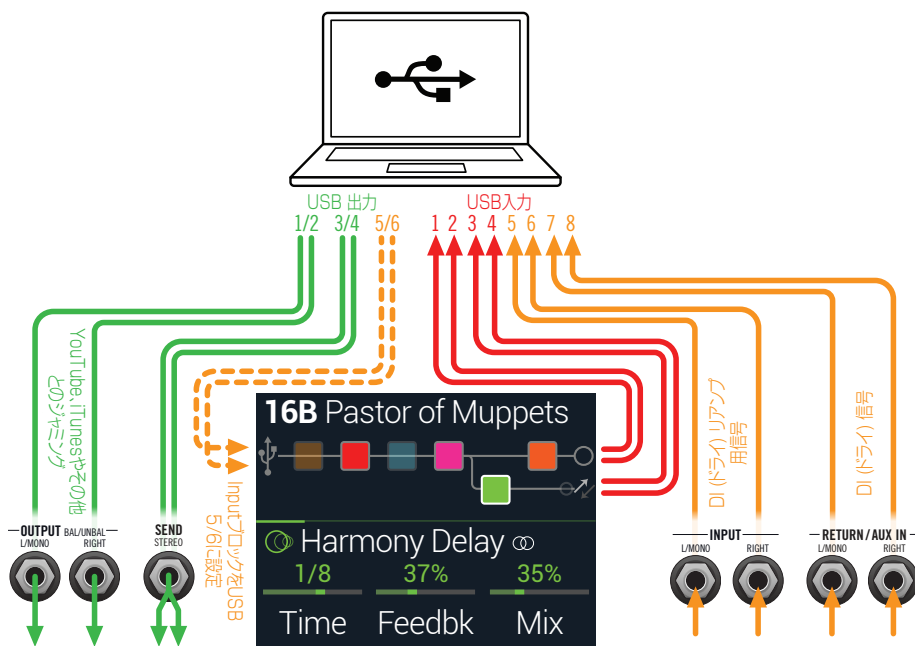 USB 出力
USB入力
1/2 3/4 5/6
1 2 3 4 5 6 7 8
YouTube、iTunesやその他
とのジャミング
InputブロックをUSB
5/6に設定
DI (ドライ) リアンプ
用信号
DI (ドライ) 信号
16B Pastor of Muppets
Harmony Delay
1/8 37% 35%
Time Feedbk Mix
OUTPUT BAL/UNBAL
L/MONO RIGHT
SEND
STEREO
INPUT
L/MONO RIGHT
RETURN/AUX IN
L/MONO RIGHT